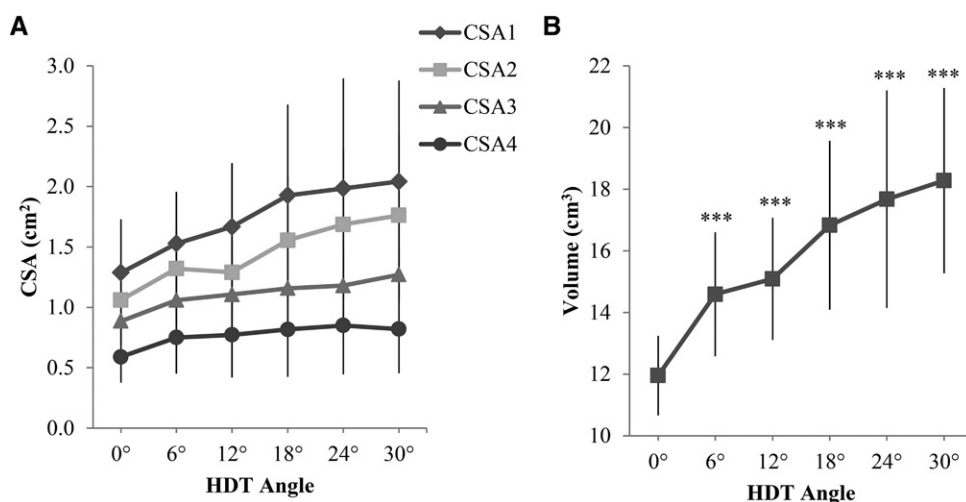 A
CSA1
CSA2
CSA3
CSA4
3.0
2.5
2.0
1.5
1.0
0.5
0.0
CSA (cm²)
0° 6° 12° 18° 24° 30°
HDT Angle
B
22
20
18
16
14
12
10
Volume (cm³)
*** *** *** *** ***
0° 6° 12° 18° 24° 30°
HDT Angle